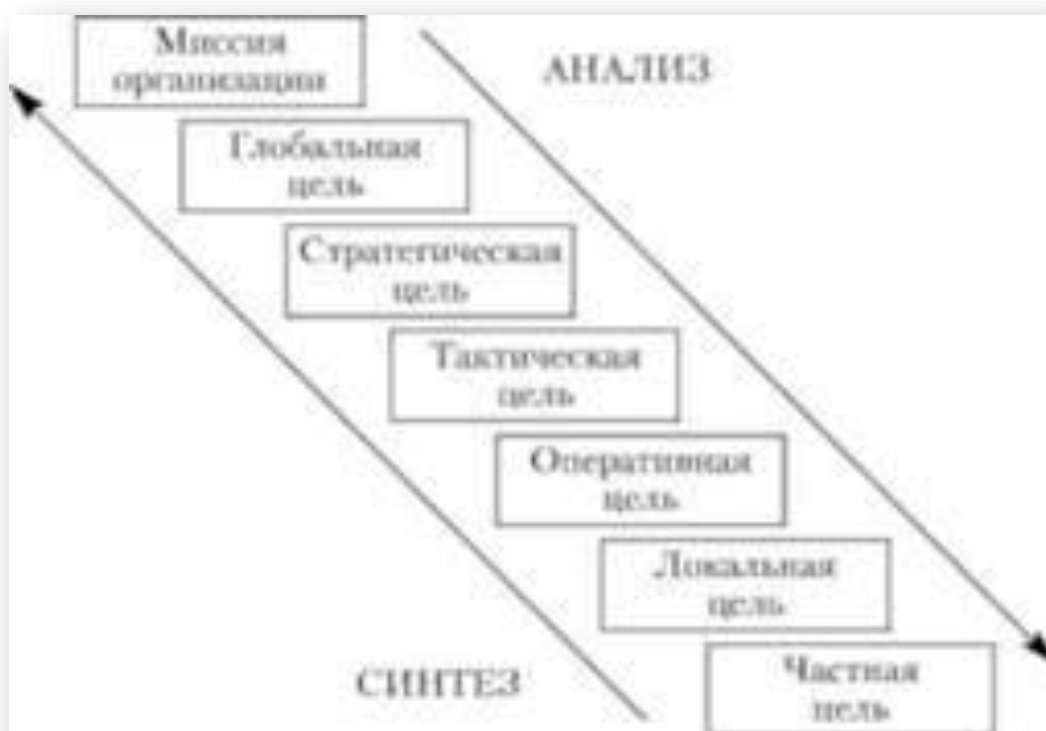 Миссия
организации
АНАЛИЗ
Глобальная
цель
Стратегическая
цель
Тактическая
цель
Оперативная
цель
Локальная
цель
СИНТЕЗ
Частная
цель